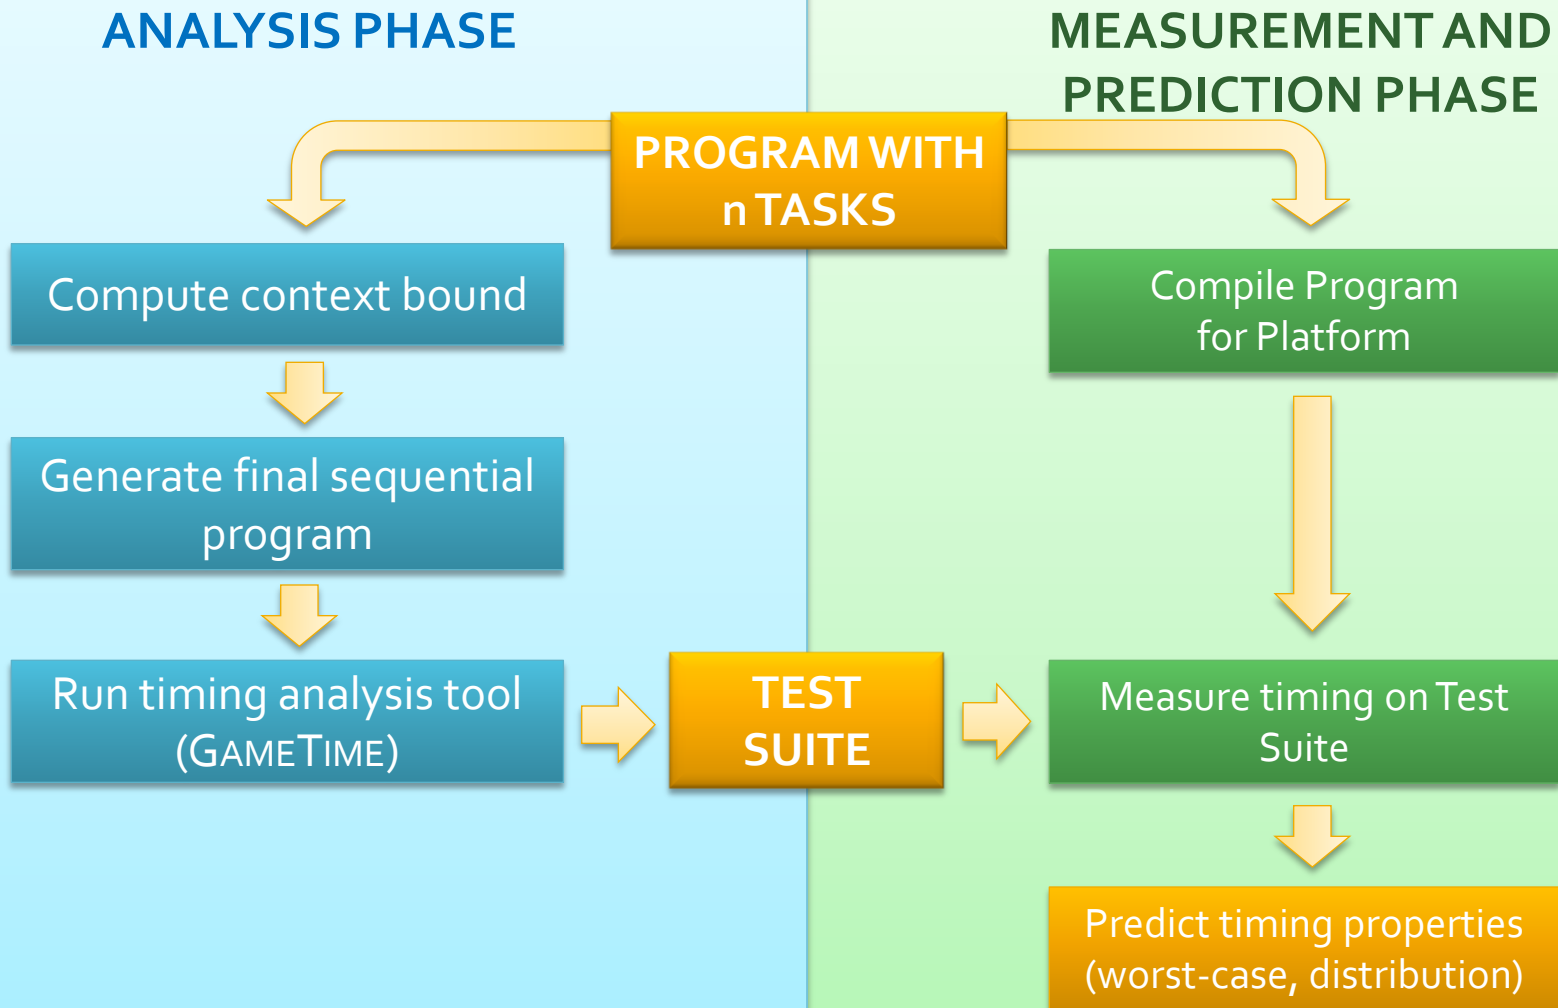 ANALYSIS PHASE
MEASUREMENT AND
PREDICTION PHASE
PROGRAM WITH
n TASKS
Compute context bound
Compile Program
for Platform
Generate final sequential
program
Run timing analysis tool
(GAMETIME)
TEST
SUITE
Measure timing on Test
Suite
Predict timing properties
(worst-case, distribution)